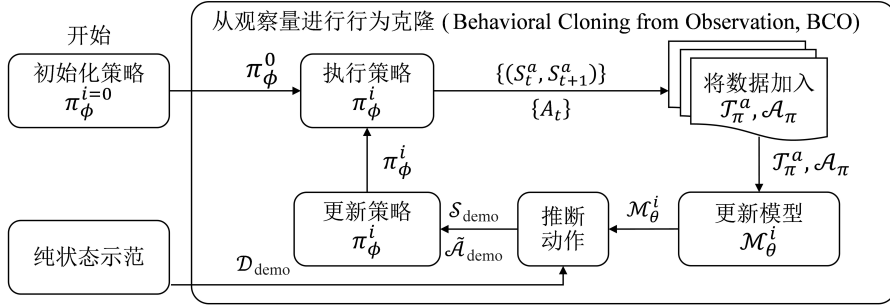 从观察量进行行为克隆 ( Behavioral Cloning from Observation, BCO)
开始
初始化策略
π_ϕ^{i=0}
π_ϕ^0
执行策略
π_ϕ^i
{(S_t^a, S_{t+1}^a)}
{A_t}
将数据加入
𝒯_π^a, 𝒜_π
𝒯_π^a, 𝒜_π
更新模型
ℳ_θ^i
ℳ_θ^i
推断
动作
𝒮_demo
𝒜̃_demo
更新策略
π_ϕ^i
π_ϕ^i
纯状态示范
𝒟_demo